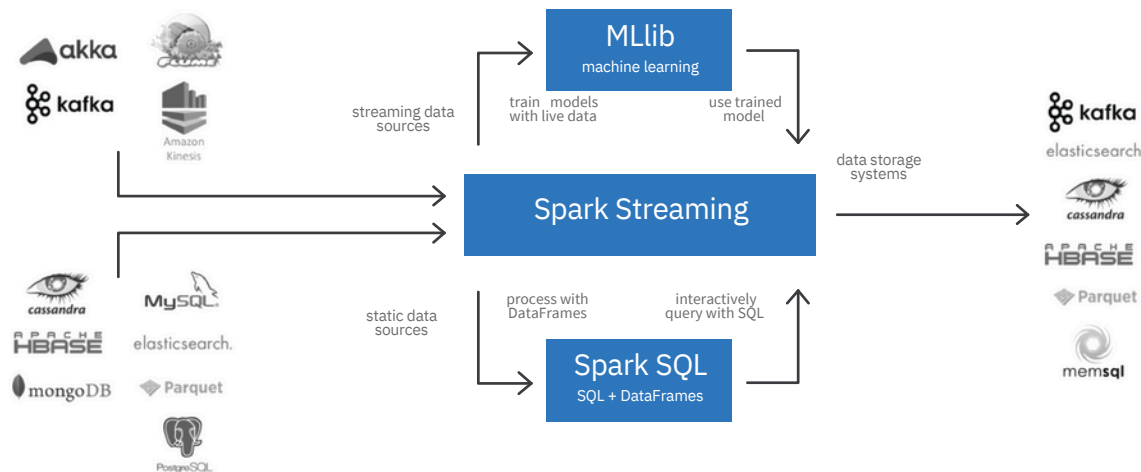 akka
flume
kafka
Amazon
Kinesis
streaming data
sources
MLlib
machine learning
train models
with live data
use trained
model
Spark Streaming
data storage
systems
kafka
elasticsearch
cassandra
APACHE
HBASE
Parquet
memsql
cassandra
MySQL
APACHE
HBASE
elasticsearch.
mongoDB
Parquet
PostgreSQL
static data
sources
process with
DataFrames
interactively
query with SQL
Spark SQL
SQL + DataFrames